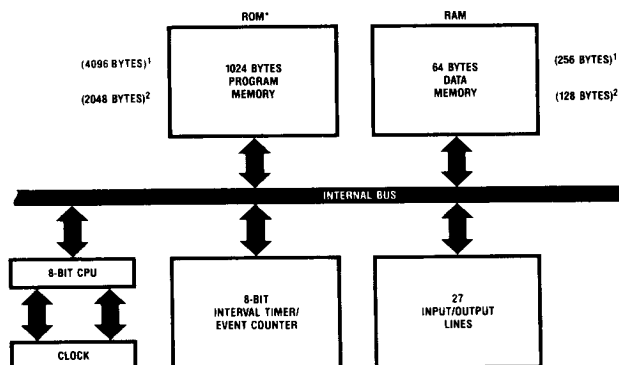 ROM*
RAM
(4096 BYTES)¹
(2048 BYTES)²
1024 BYTES
PROGRAM
MEMORY
64 BYTES
DATA
MEMORY
(256 BYTES)¹
(128 BYTES)²
INTERNAL BUS
8-BIT CPU
CLOCK
8-BIT
INTERVAL TIMER/
EVENT COUNTER
27
INPUT/OUTPUT
LINES